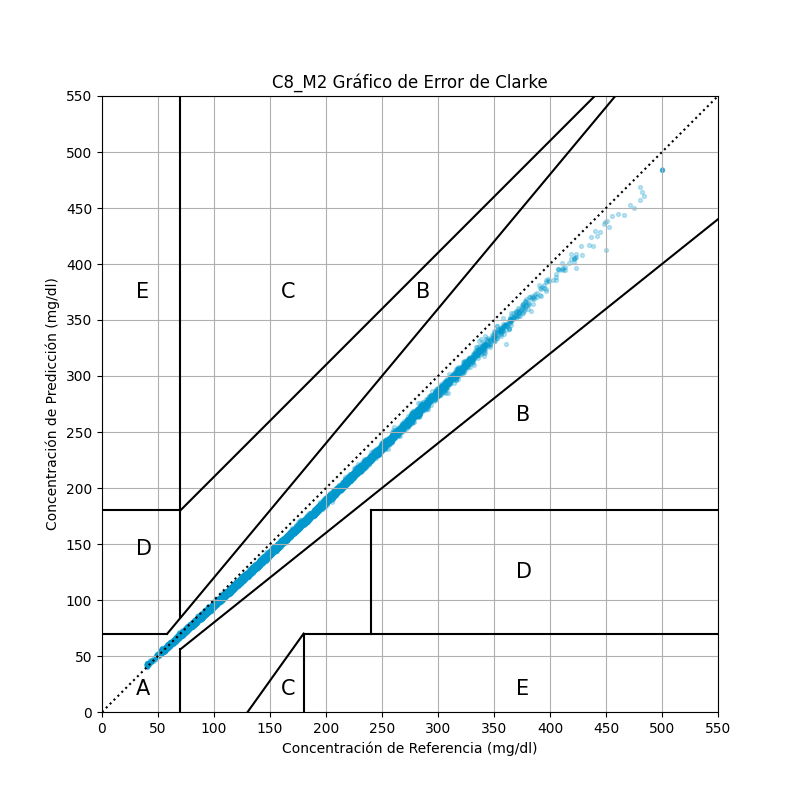 C8_M2 Gráfico de Error de Clarke
550
500
450
400
350
300
250
200
150
100
50
0
Concentración de Predicción (mg/dl)
E
C
B
B
D
D
A
C
E
0 50 100 150 200 250 300 350 400 450 500 550
Concentración de Referencia (mg/dl)